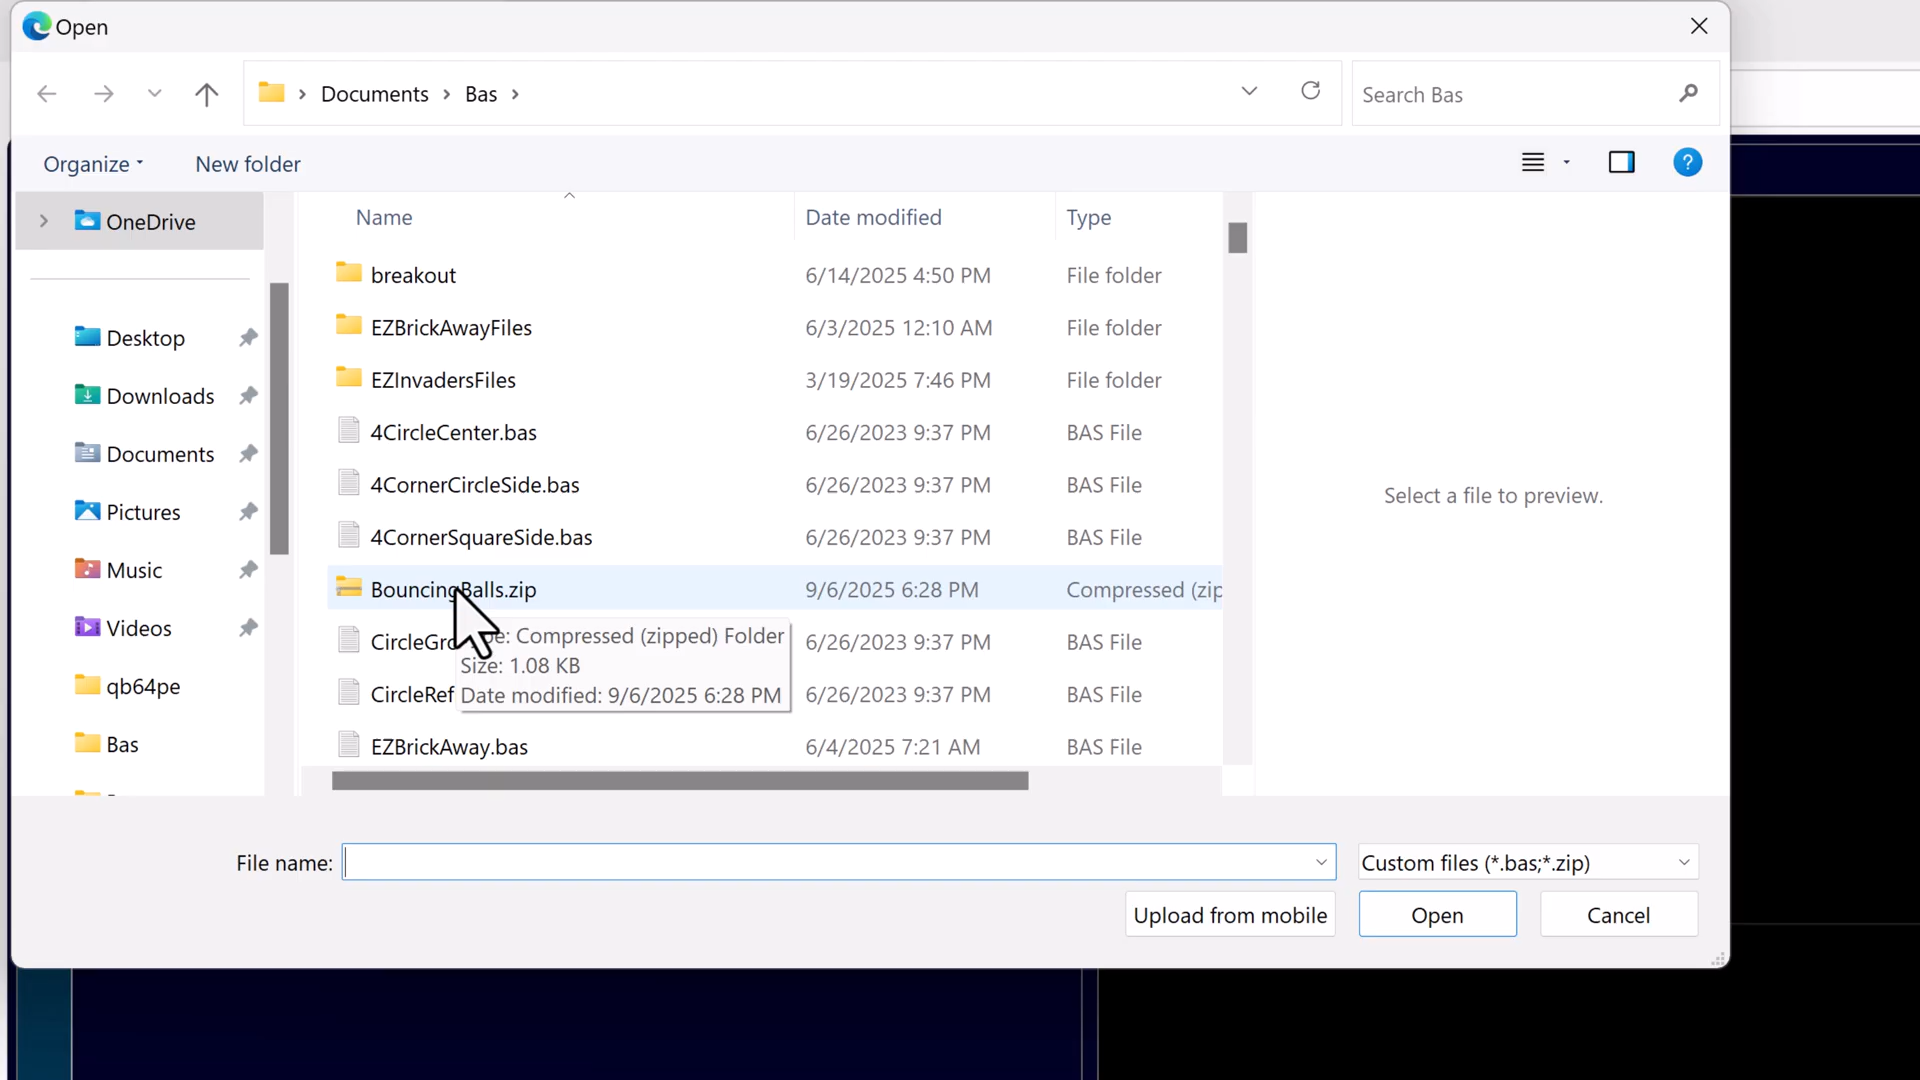 Open
Documents > Bas >
Search Bas
Organize
New folder
OneDrive
Name
Date modified
Type
Desktop
Downloads
Documents
Pictures
Music
Videos
qb64pe
Bas
breakout 6/14/2025 4:50 PM File folder
EZBrickAwayFiles 6/3/2025 12:10 AM File folder
EZInvadersFiles 3/19/2025 7:46 PM File folder
4CircleCenter.bas 6/26/2023 9:37 PM BAS File
4CornerCircleSide.bas 6/26/2023 9:37 PM BAS File
4CornerSquareSide.bas 6/26/2023 9:37 PM BAS File
BouncingBalls.zip 9/6/2025 6:28 PM Compressed (zip
CircleGro 6/26/2023 9:37 PM BAS File
CircleRef 6/26/2023 9:37 PM BAS File
EZBrickAway.bas 6/4/2025 7:21 AM BAS File
Compressed (zipped) Folder
Size: 1.08 KB
Date modified: 9/6/2025 6:28 PM
Select a file to preview.
File name:
Custom files (*.bas;*.zip)
Upload from mobile
Open
Cancel